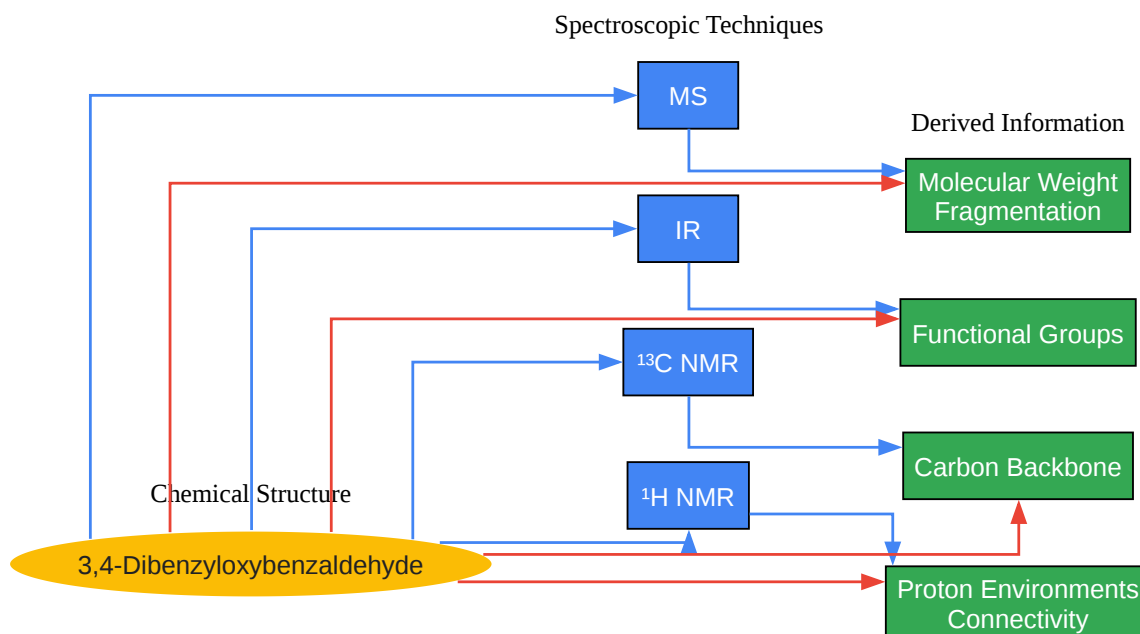 Spectroscopic Techniques
MS
Derived Information
Molecular Weight
Fragmentation
IR
Functional Groups
¹³C NMR
Carbon Backbone
Chemical Structure
¹H NMR
3,4-Dibenzyloxybenzaldehyde
Proton Environments
Connectivity